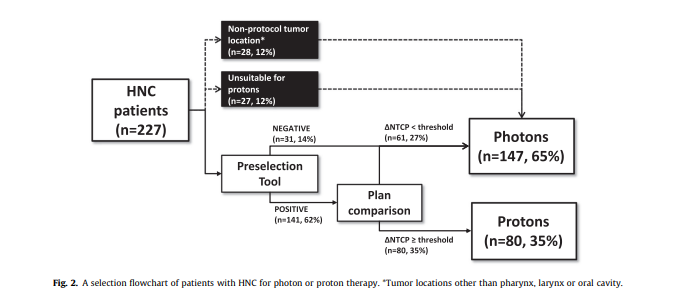 Non-protocol tumor
location*
(n=28, 12%)
Unsuitable for
protons
(n=27, 12%)
HNC
patients
(n=227)
NEGATIVE
(n=31, 14%)
ΔNTCP < threshold
(n=61, 27%)
Photons
(n=147, 65%)
Preselection
Tool
Plan
comparison
POSITIVE
(n=141, 62%)
Protons
(n=80, 35%)
ΔNTCP ≥ threshold
(n=80, 35%)
Fig. 2. A selection flowchart of patients with HNC for photon or proton therapy. *Tumor locations other than pharynx, larynx or oral cavity.